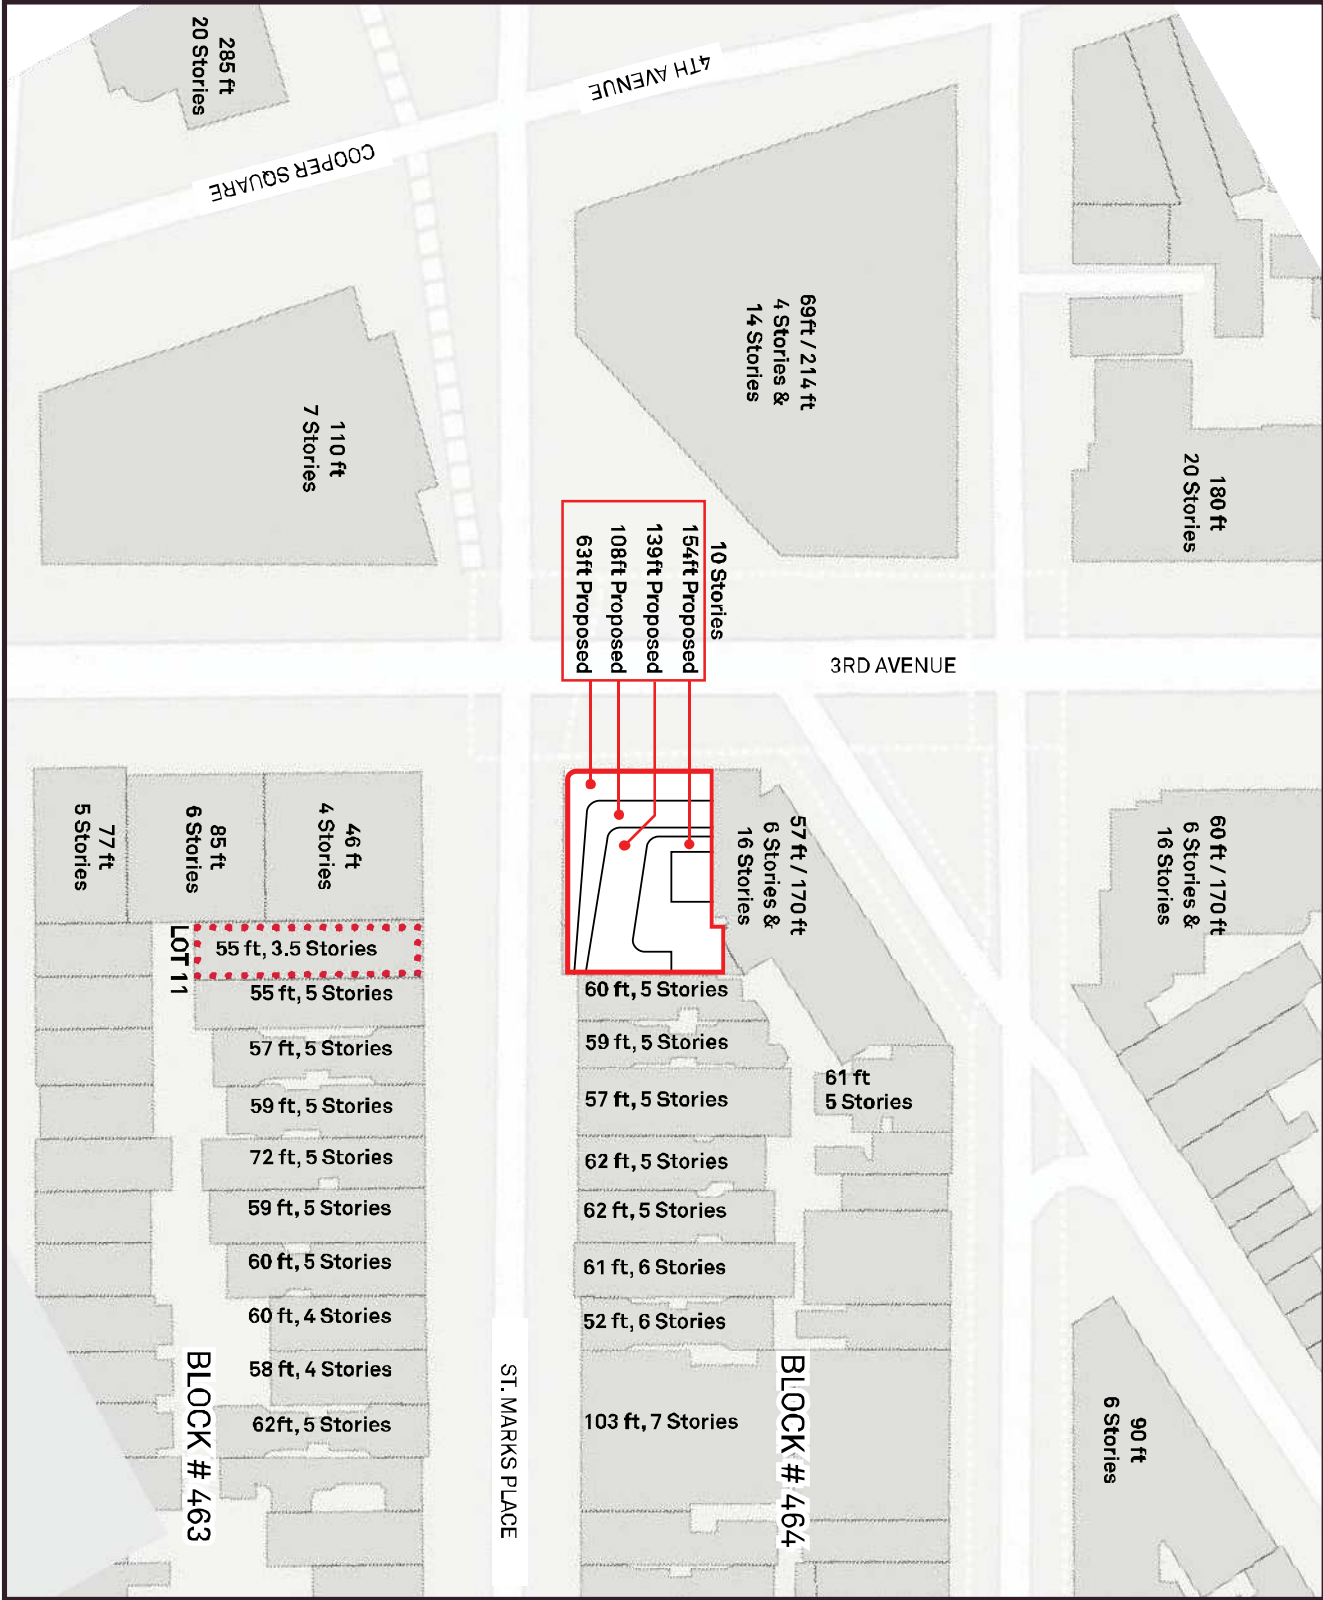 285 ft
20 Stories
4TH AVENUE
COOPER SQUARE
69ft / 214 ft
4 Stories &
14 Stories
110 ft
7 Stories
180 ft
20 Stories
10 Stories
154ft Proposed
139ft Proposed
108ft Proposed
63ft Proposed
3RD AVENUE
77 ft
5 Stories
85 ft
6 Stories
46 ft
4 Stories
57 ft / 170 ft
6 Stories &
16 Stories
60 ft / 170 ft
6 Stories &
16 Stories
LOT 11
55 ft, 3.5 Stories
55 ft, 5 Stories
57 ft, 5 Stories
59 ft, 5 Stories
72 ft, 5 Stories
59 ft, 5 Stories
60 ft, 5 Stories
60 ft, 4 Stories
58 ft, 4 Stories
62ft, 5 Stories
BLOCK # 463
ST. MARKS PLACE
60 ft, 5 Stories
59 ft, 5 Stories
57 ft, 5 Stories
62 ft, 5 Stories
62 ft, 5 Stories
61 ft, 6 Stories
52 ft, 6 Stories
103 ft, 7 Stories
61 ft
5 Stories
BLOCK # 464
90 ft
6 Stories